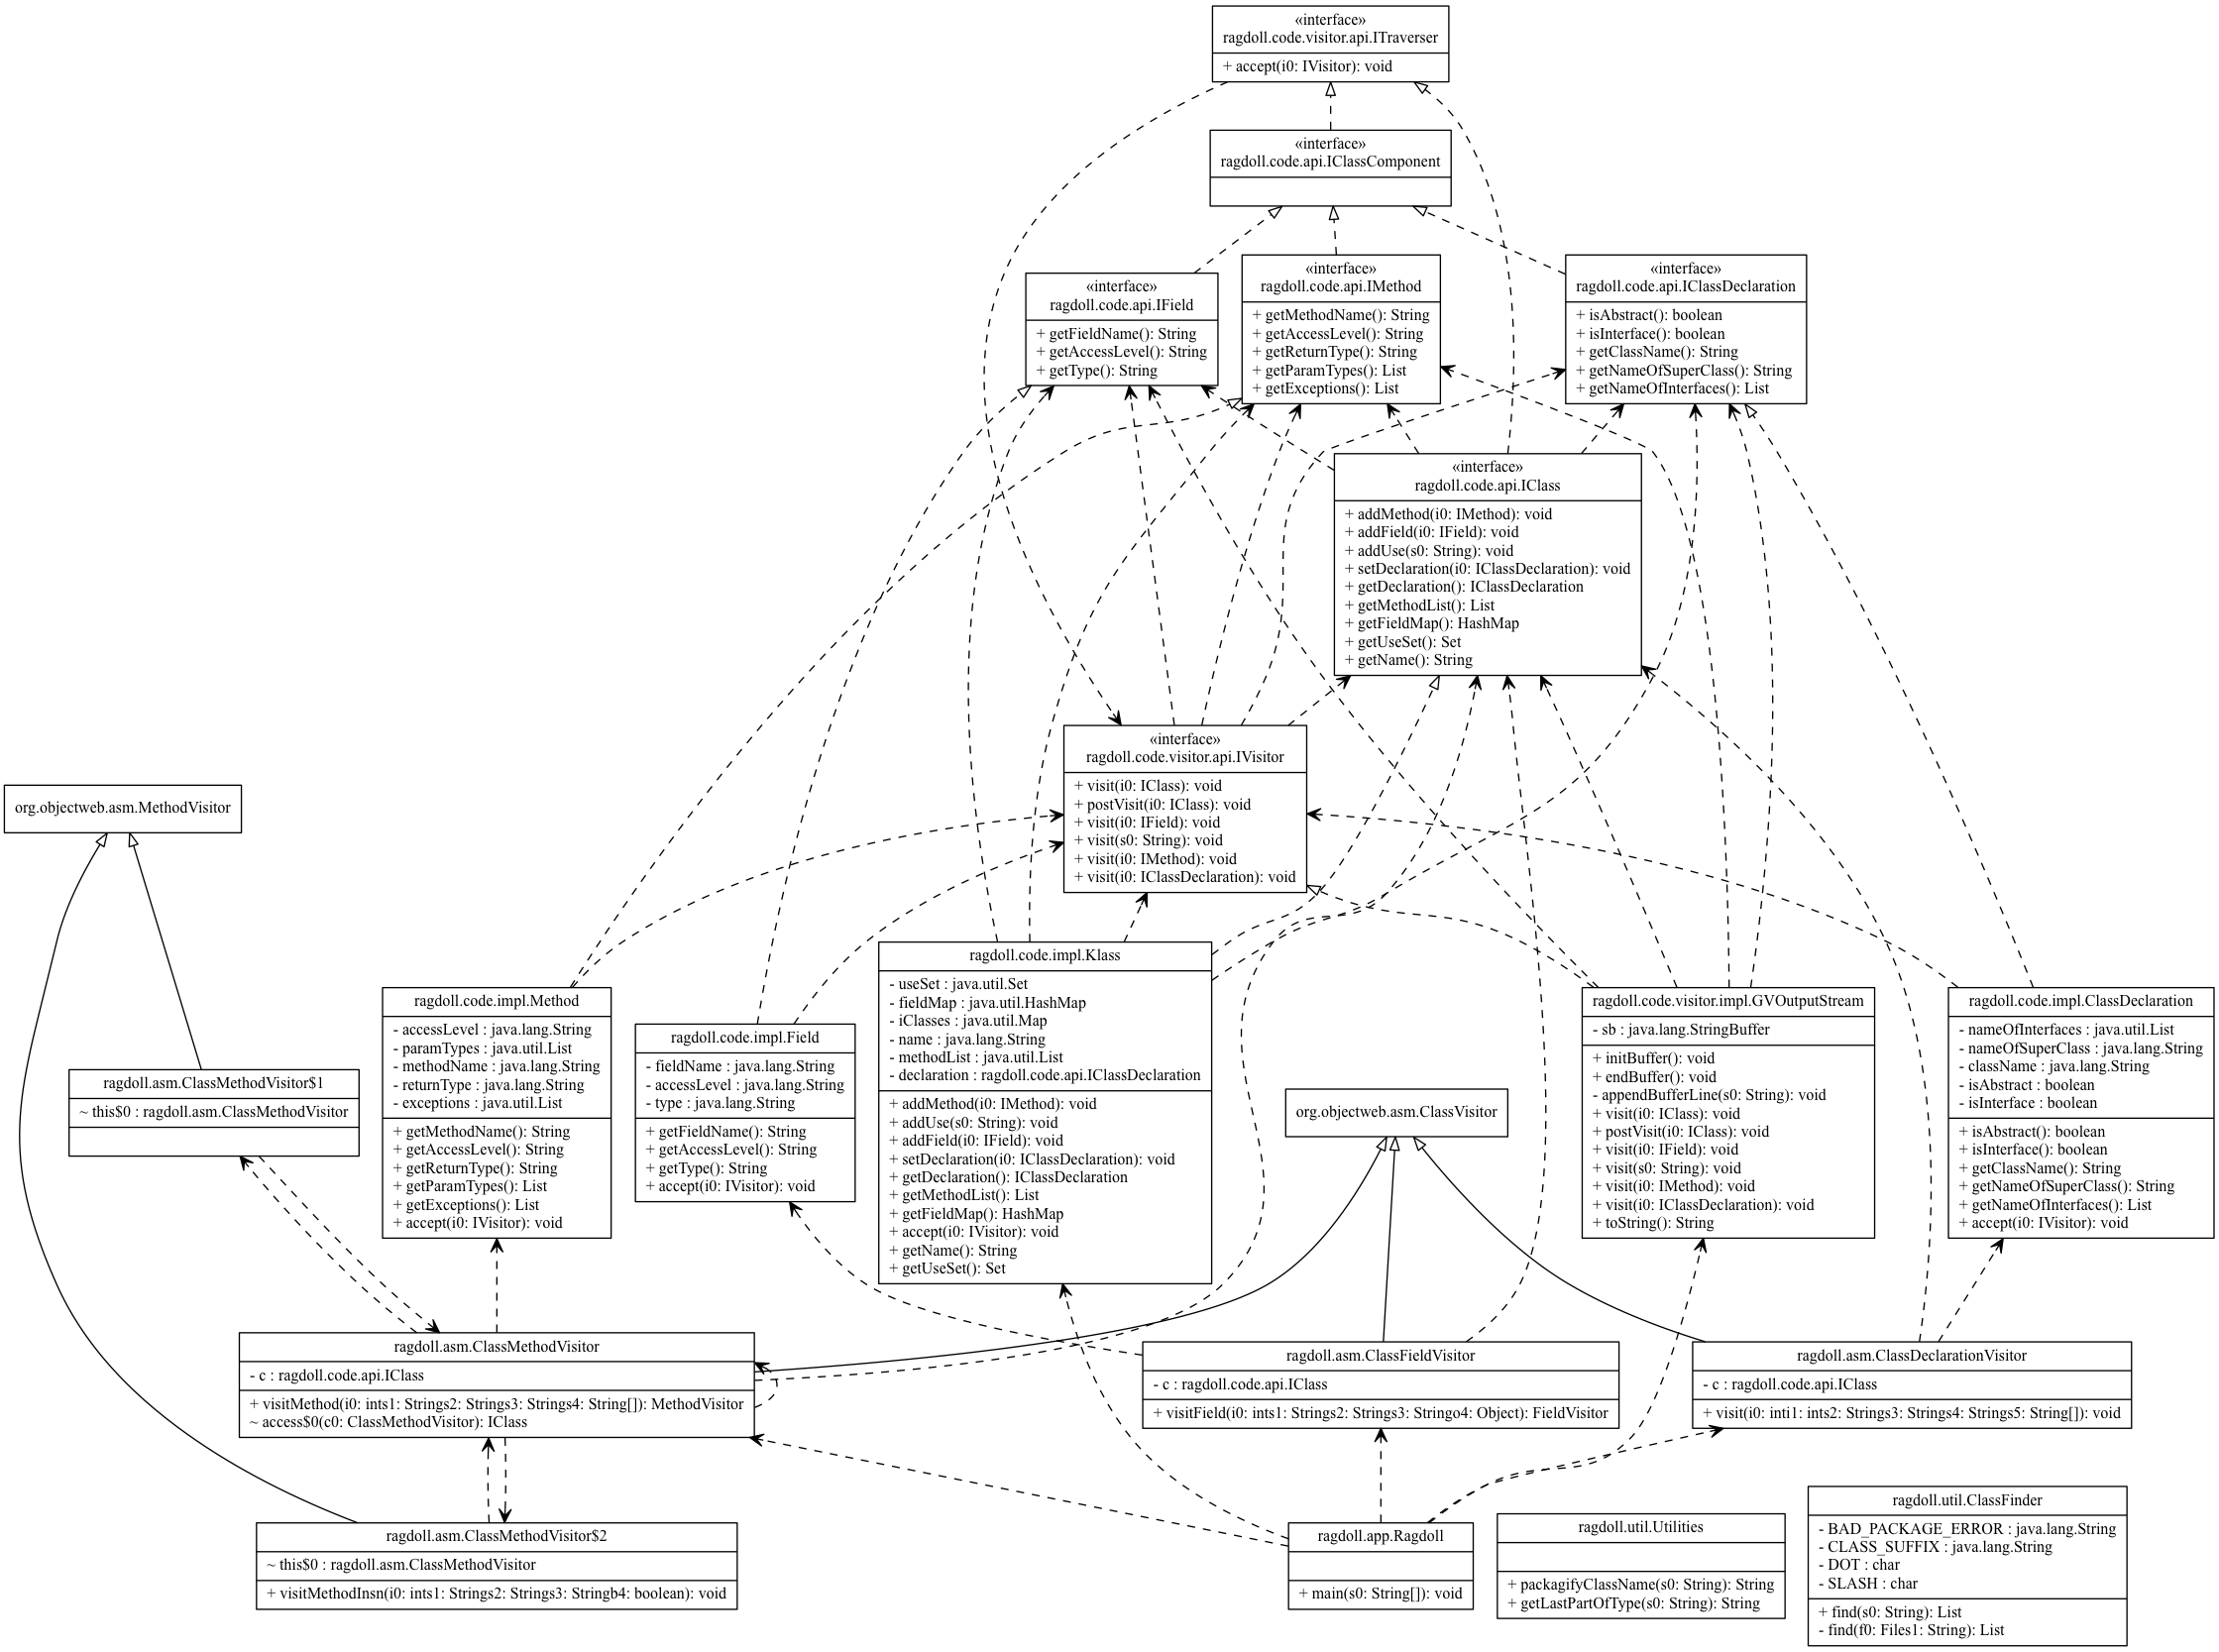 «interface»
ragdoll.code.visitor.api.ITraverser
+ accept(i0: IVisitor): void
«interface»
ragdoll.code.api.IClassComponent
«interface»
ragdoll.code.api.IField
+ getFieldName(): String
+ getAccessLevel(): String
+ getType(): String
«interface»
ragdoll.code.api.IMethod
+ getMethodName(): String
+ getAccessLevel(): String
+ getReturnType(): String
+ getParamTypes(): List
+ getExceptions(): List
«interface»
ragdoll.code.api.IClassDeclaration
+ isAbstract(): boolean
+ isInterface(): boolean
+ getClassName(): String
+ getNameOfSuperClass(): String
+ getNameOfInterfaces(): List
«interface»
ragdoll.code.api.IClass
+ addMethod(i0: IMethod): void
+ addField(i0: IField): void
+ addUse(s0: String): void
+ setDeclaration(i0: IClassDeclaration): void
+ getDeclaration(): IClassDeclaration
+ getMethodList(): List
+ getFieldMap(): HashMap
+ getUseSet(): Set
+ getName(): String
«interface»
ragdoll.code.visitor.api.IVisitor
+ visit(i0: IClass): void
+ postVisit(i0: IClass): void
+ visit(i0: IField): void
+ visit(s0: String): void
+ visit(i0: IMethod): void
+ visit(i0: IClassDeclaration): void
org.objectweb.asm.MethodVisitor
ragdoll.asm.ClassMethodVisitor$1
~ this$0 : ragdoll.asm.ClassMethodVisitor
ragdoll.code.impl.Method
- accessLevel : java.lang.String
- paramTypes : java.util.List
- methodName : java.lang.String
- returnType : java.lang.String
- exceptions : java.util.List
+ getMethodName(): String
+ getAccessLevel(): String
+ getReturnType(): String
+ getParamTypes(): List
+ getExceptions(): List
+ accept(i0: IVisitor): void
ragdoll.code.impl.Field
- fieldName : java.lang.String
- accessLevel : java.lang.String
- type : java.lang.String
+ getFieldName(): String
+ getAccessLevel(): String
+ getType(): String
+ accept(i0: IVisitor): void
ragdoll.code.impl.Klass
- useSet : java.util.Set
- fieldMap : java.util.HashMap
- iClasses : java.util.Map
- name : java.lang.String
- methodList : java.util.List
- declaration : ragdoll.code.api.IClassDeclaration
+ addMethod(i0: IMethod): void
+ addUse(s0: String): void
+ addField(i0: IField): void
+ setDeclaration(i0: IClassDeclaration): void
+ getDeclaration(): IClassDeclaration
+ getMethodList(): List
+ getFieldMap(): HashMap
+ accept(i0: IVisitor): void
+ getName(): String
+ getUseSet(): Set
org.objectweb.asm.ClassVisitor
ragdoll.code.visitor.impl.GVOutputStream
- sb : java.lang.StringBuffer
+ initBuffer(): void
+ endBuffer(): void
- appendBufferLine(s0: String): void
+ visit(i0: IClass): void
+ postVisit(i0: IClass): void
+ visit(i0: IField): void
+ visit(s0: String): void
+ visit(i0: IMethod): void
+ visit(i0: IClassDeclaration): void
+ toString(): String
ragdoll.code.impl.ClassDeclaration
- nameOfInterfaces : java.util.List
- nameOfSuperClass : java.lang.String
- className : java.lang.String
- isAbstract : boolean
- isInterface : boolean
+ isAbstract(): boolean
+ isInterface(): boolean
+ getClassName(): String
+ getNameOfSuperClass(): String
+ getNameOfInterfaces(): List
+ accept(i0: IVisitor): void
ragdoll.asm.ClassMethodVisitor
- c : ragdoll.code.api.IClass
+ visitMethod(i0: ints1: Strings2: Strings3: Strings4: String[]): MethodVisitor
~ access$0(c0: ClassMethodVisitor): IClass
ragdoll.asm.ClassFieldVisitor
- c : ragdoll.code.api.IClass
+ visitField(i0: ints1: Strings2: Strings3: Stringo4: Object): FieldVisitor
ragdoll.asm.ClassDeclarationVisitor
- c : ragdoll.code.api.IClass
+ visit(i0: inti1: ints2: Strings3: Strings4: Strings5: String[]): void
ragdoll.asm.ClassMethodVisitor$2
~ this$0 : ragdoll.asm.ClassMethodVisitor
+ visitMethodInsn(i0: ints1: Strings2: Strings3: Stringb4: boolean): void
ragdoll.app.Ragdoll
+ main(s0: String[]): void
ragdoll.util.Utilities
+ packagifyClassName(s0: String): String
+ getLastPartOfType(s0: String): String
ragdoll.util.ClassFinder
- BAD_PACKAGE_ERROR : java.lang.String
- CLASS_SUFFIX : java.lang.String
- DOT : char
- SLASH : char
+ find(s0: String): List
- find(f0: Files1: String): List